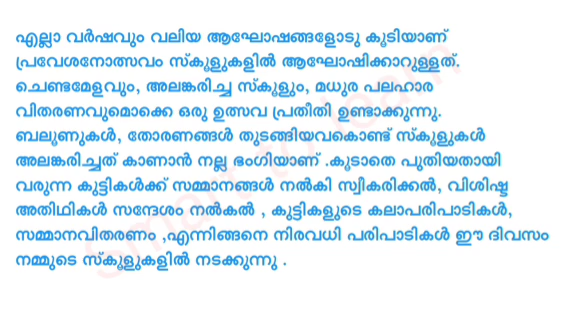 എല്ലാ വർഷവും വലിയ ആഘോഷങ്ങളോടു കൂടിയാണ്
പ്രവേശനോത്സവം സ്കൂളുകളിൽ ആഘോഷിക്കാറുള്ളത്.
ചെണ്ടമേളവും, അലങ്കരിച്ച സ്കൂളും, മധുര പലഹാര
വിതരണവുമൊക്കെ ഒരു ഉത്സവ പ്രതീതി ഉണ്ടാക്കുന്നു.
ബലൂണുകൾ, തോരണങ്ങൾ തുടങ്ങിയവകൊണ്ട് സ്കൂളുകൾ
അലങ്കരിച്ചത് കാണാൻ നല്ല ഭംഗിയാണ് .കൂടാതെ പുതിയതായി
വരുന്ന കുട്ടികൾക്ക് സമ്മാനങ്ങൾ നൽകി സ്വീകരിക്കൽ, വിശിഷ്ട
അതിഥികൾ സന്ദേശം നൽകൽ , കുട്ടികളുടെ കലാപരിപാടികൾ,
സമ്മാനവിതരണം ,എന്നിങ്ങനെ നിരവധി പരിപാടികൾ ഈ ദിവസം
നമ്മുടെ സ്കൂളുകളിൽ നടക്കുന്നു .